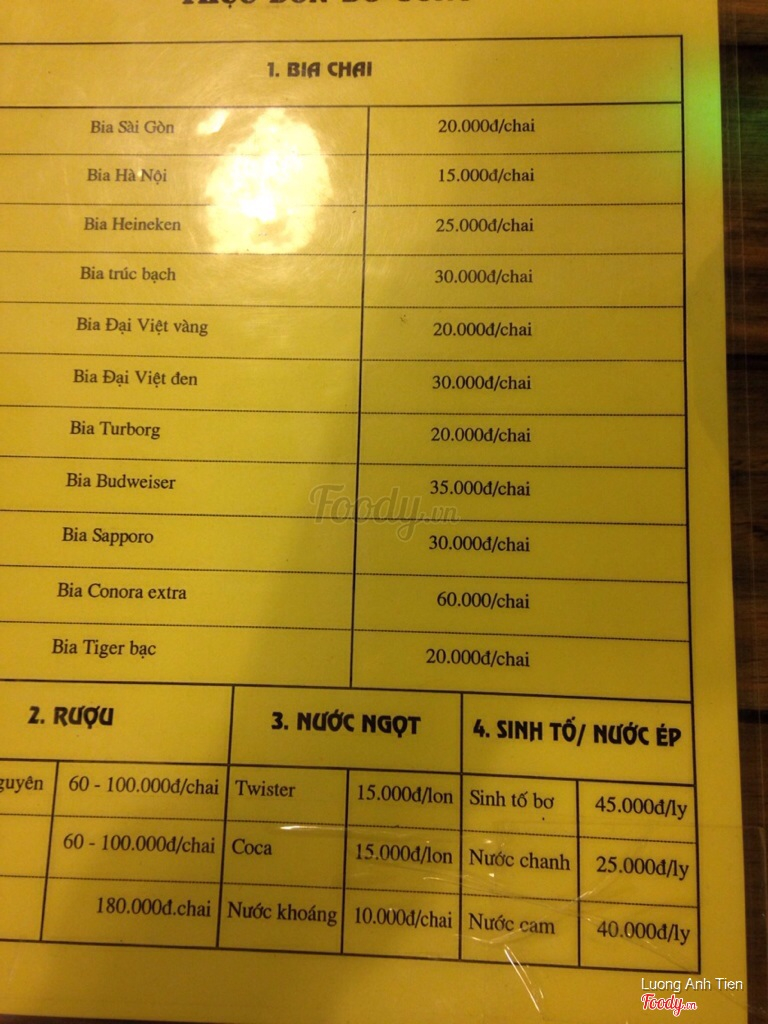 1. BIA CHAI
Bia Sài Gòn 20.000đ/chai
Bia Hà Nội 15.000đ/chai
Bia Heineken 25.000đ/chai
Bia trúc bạch 30.000đ/chai
Bia Đại Việt vàng 20.000đ/chai
Bia Đại Việt đen 30.000đ/chai
Bia Turborg 20.000đ/chai
Bia Budweiser 35.000đ/chai
Bia Sapporo 30.000đ/chai
Bia Conora extra 60.000/chai
Bia Tiger bạc 20.000đ/chai
2. RƯỢU 3. NƯỚC NGỌT 4. SINH TỐ/ NƯỚC ÉP
60 - 100.000đ/chai Twister 15.000đ/lon Sinh tố bơ 45.000đ/ly
60 - 100.000đ/chai Coca 15.000đ/lon Nước chanh 25.000đ/ly
180.000đ.chai Nước khoáng 10.000đ/chai Nước cam 40.000đ/ly
Foody.vn
Luong Anh Tien
Foody.vn